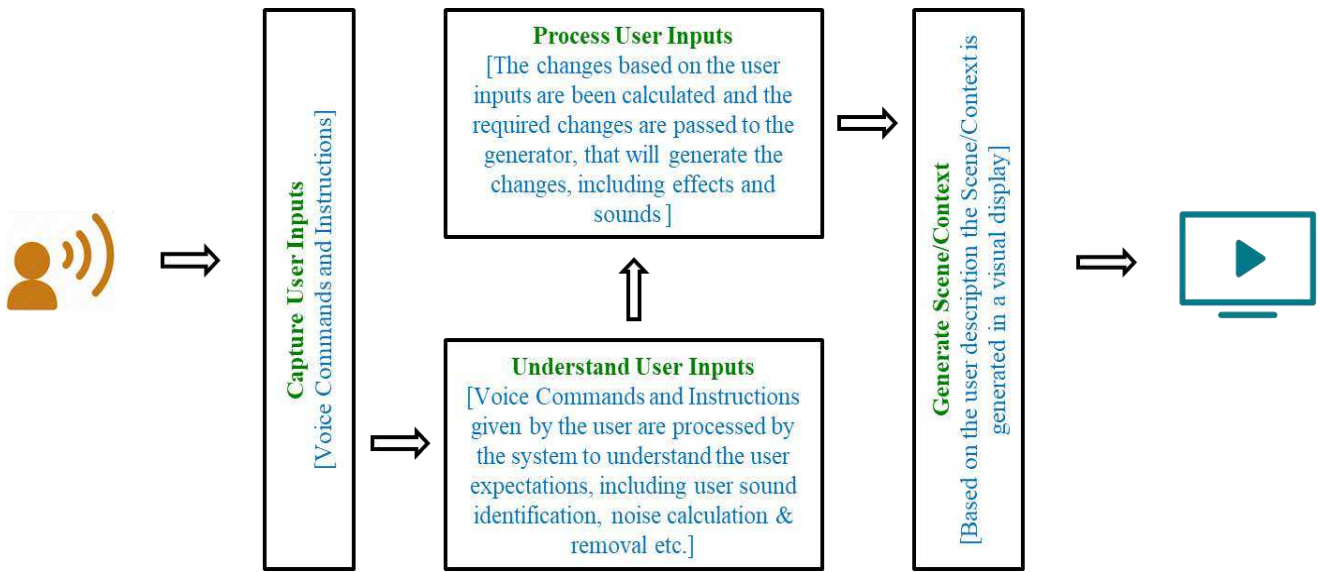 Capture User Inputs
[Voice Commands and Instructions]
Understand User Inputs
[Voice Commands and Instructions
given by the user are processed by
the system to understand the user
expectations, including user sound
identification, noise calculation &
removal etc.]
Process User Inputs
[The changes based on the user
inputs are been calculated and the
required changes are passed to the
generator, that will generate the
changes, including effects and
sounds ]
Generate Scene/Context
[Based on the user description the Scene/Context is
generated in a visual display]